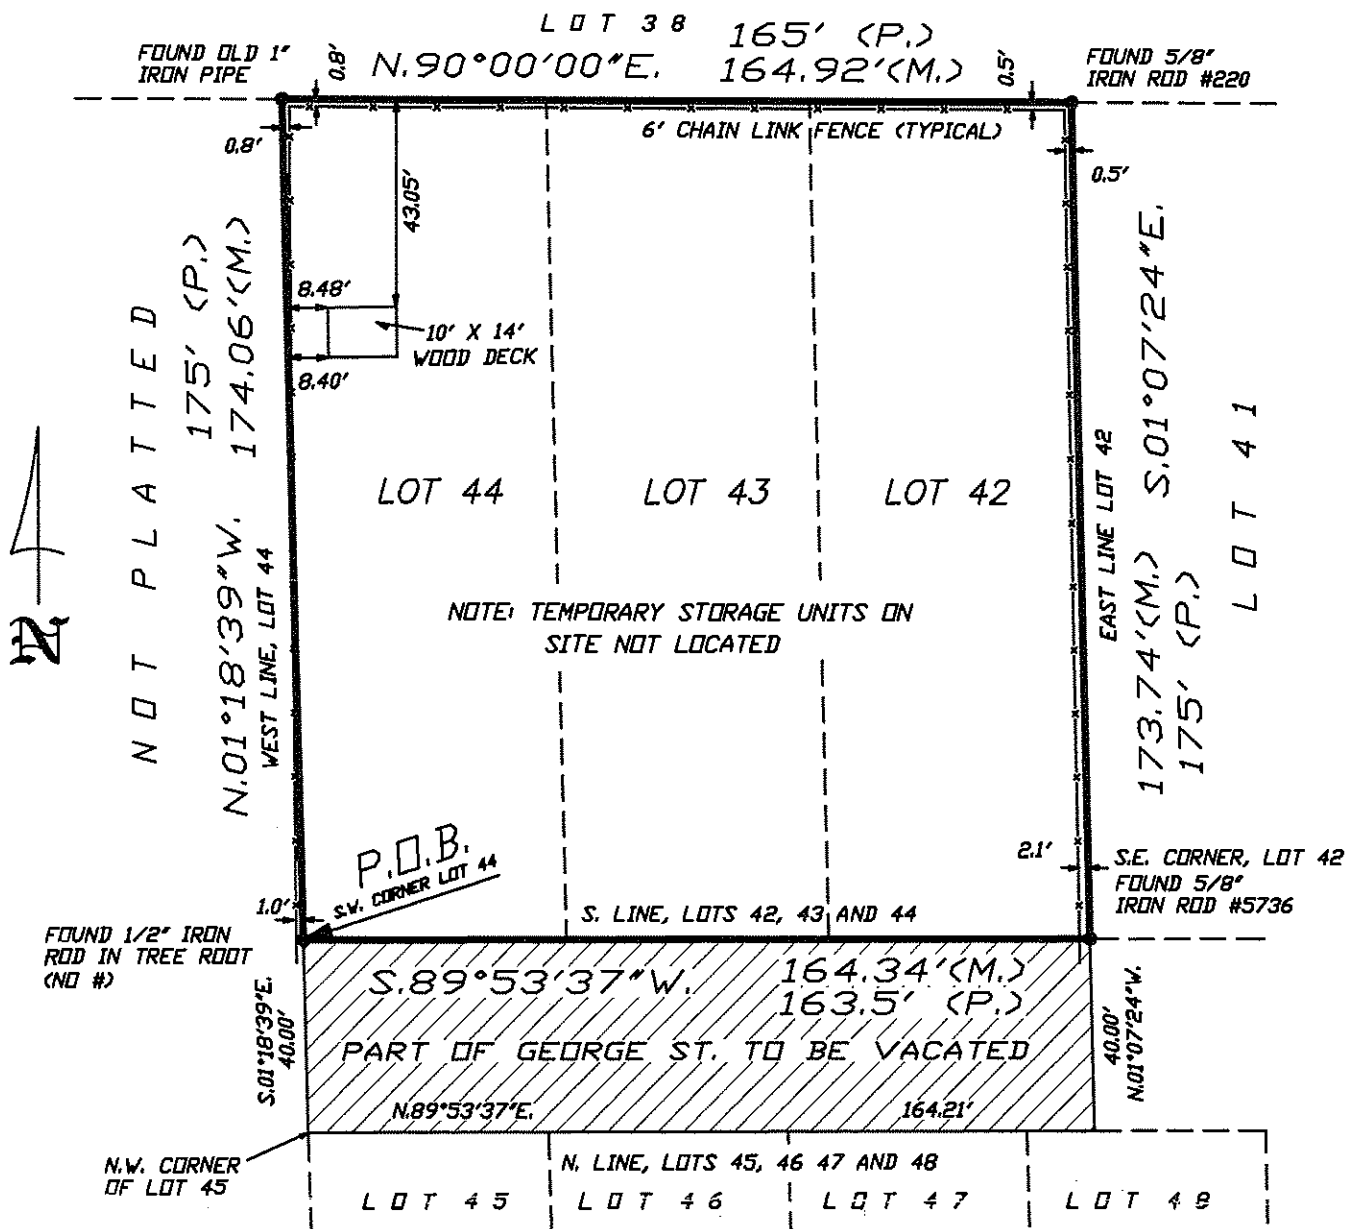 LOT 38
165' (P.)
N.90°00'00"E. 164.92'(M.)
FOUND OLD 1"
IRON PIPE
0.8'
0.5'
FOUND 5/8"
IRON ROD #220
6' CHAIN LINK FENCE (TYPICAL)
0.8'
0.5'
43.05'
8.48'
10' X 14'
WOOD DECK
8.40'
NOT PLATTED
175' (P.)
N.01°18'39"W. 174.06'(M.)
WEST LINE, LOT 44
LOT 44
LOT 43
LOT 42
EAST LINE LOT 42
173.74'(M.) S.01°07'24"E.
175' (P.)
LOT 41
N
NOTE: TEMPORARY STORAGE UNITS ON
SITE NOT LOCATED
P.O.B.
S.W. CORNER LOT 44
2.1'
S.E. CORNER, LOT 42
FOUND 5/8"
IRON ROD #5736
1.0'
S. LINE, LOTS 42, 43 AND 44
FOUND 1/2" IRON
ROD IN TREE ROOT
(NO #)
S.89°53'37"W. 164.34'(M.)
163.5' (P.)
S.01°18'39"E.
40.00'
PART OF GEORGE ST. TO BE VACATED
40.00'
N.01°07'24"W.
N.89°53'37"E. 164.21'
N.W. CORNER
OF LOT 45
N. LINE, LOTS 45, 46 47 AND 48
LOT 45
LOT 46
LOT 47
LOT 48